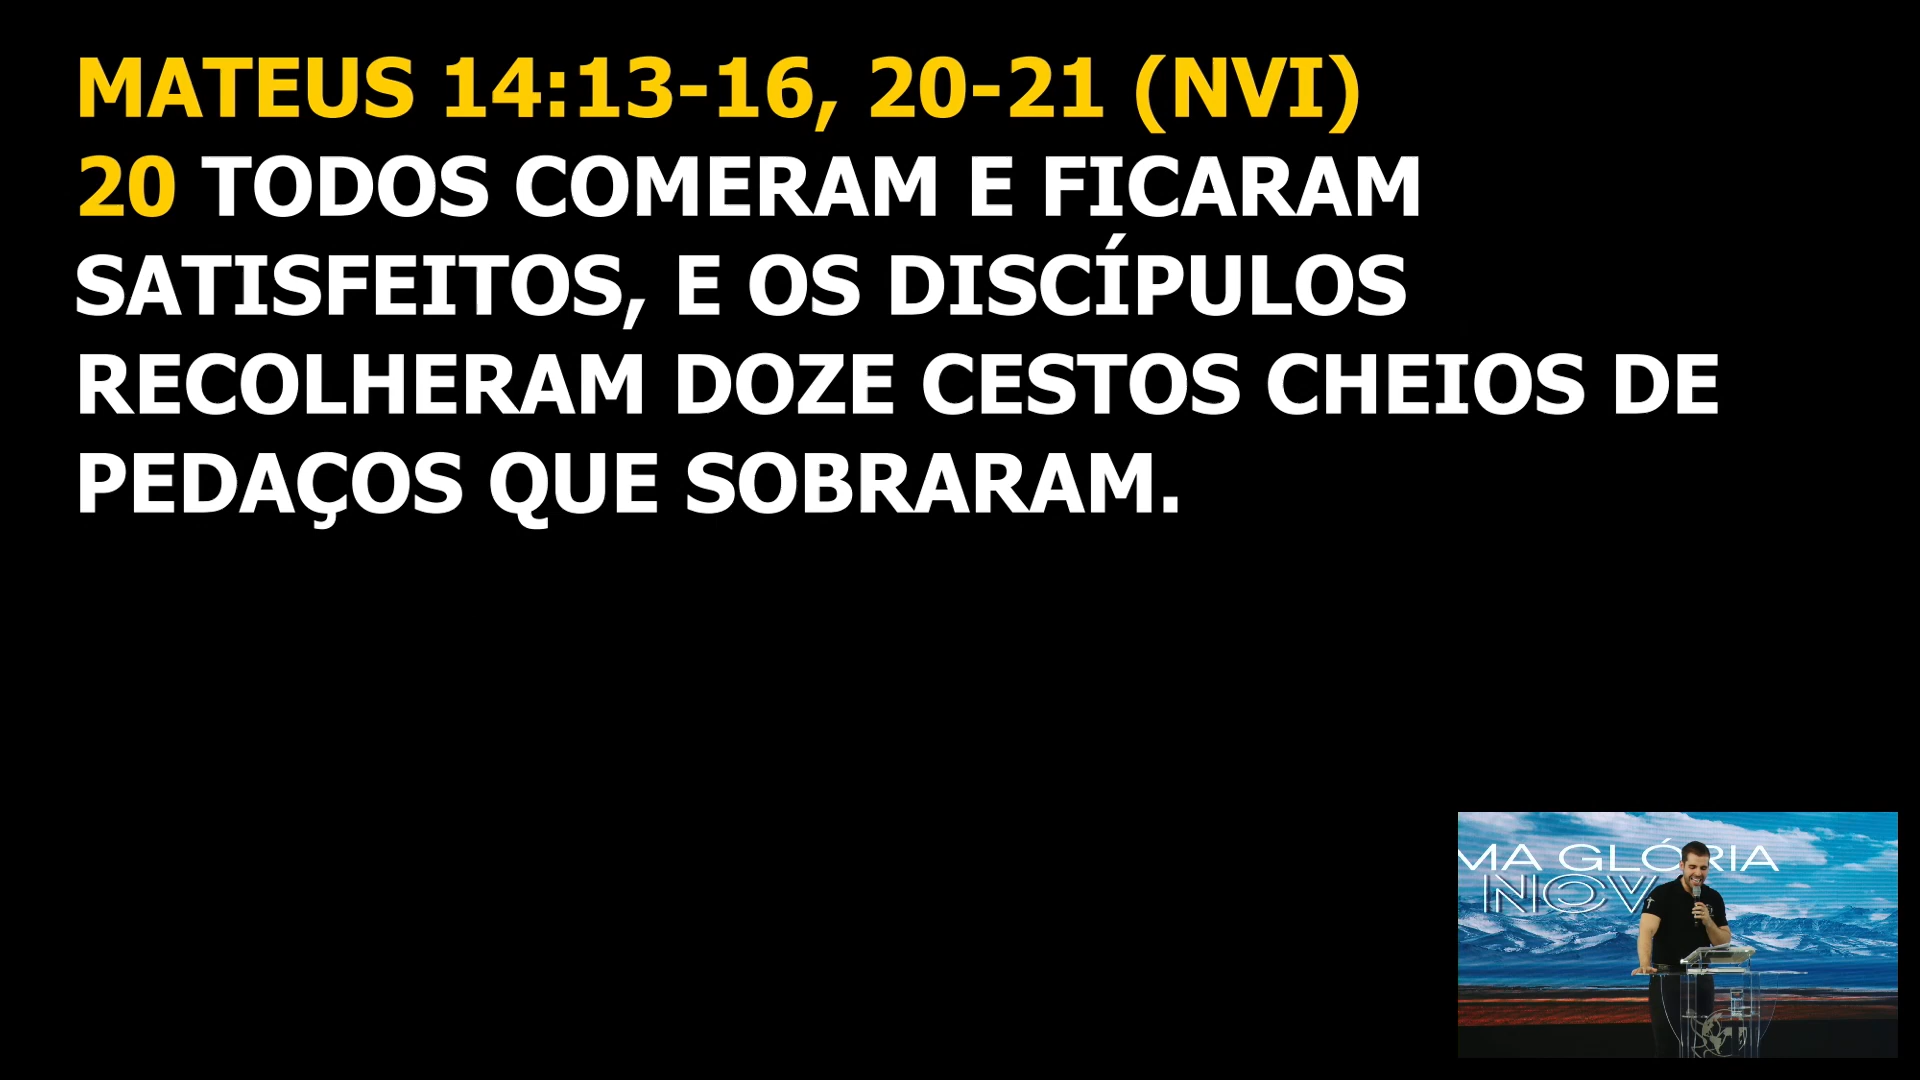 MATEUS 14:13-16, 20-21 (NVI)
20 TODOS COMERAM E FICARAM
SATISFEITOS, E OS DISCÍPULOS
RECOLHERAM DOZE CESTOS CHEIOS DE
PEDAÇOS QUE SOBRARAM.
MA GLÓRIA
NOV